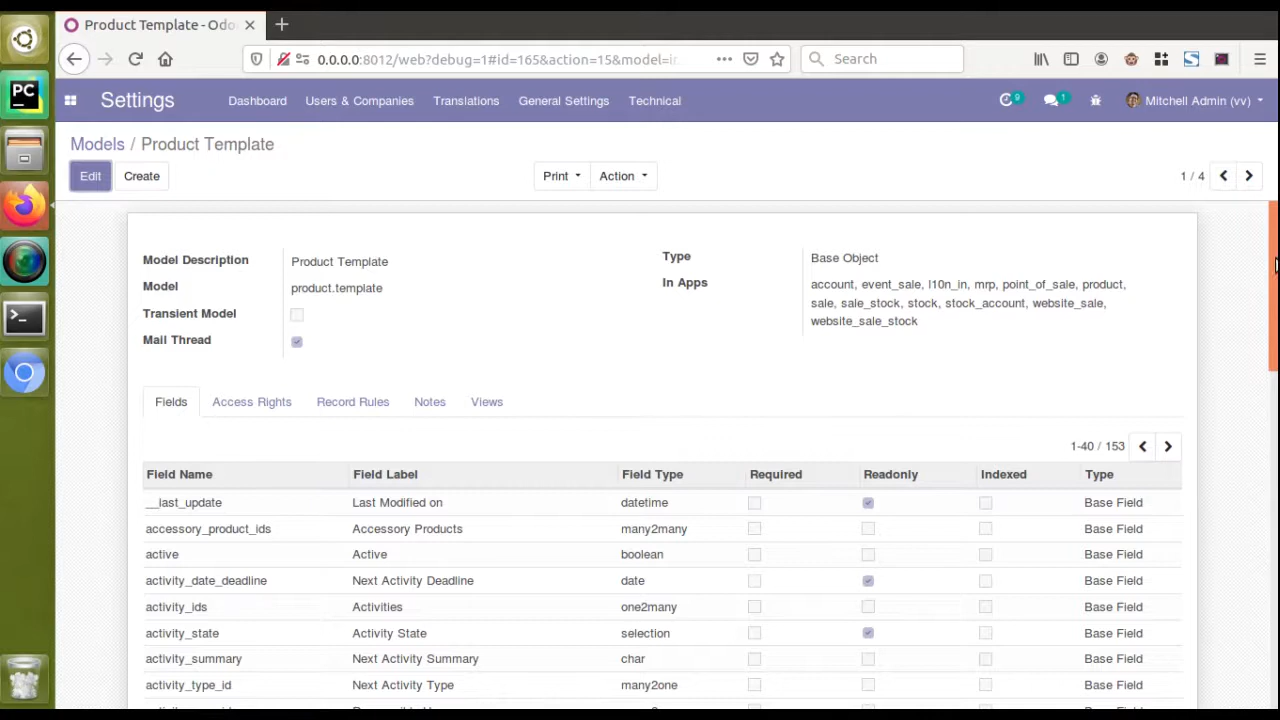 Product Template - Odo
PC
0.0.0.0:8012/web?debug=1#id=165&action=15&model=ir
Search
Settings
Dashboard Users & Companies Translations General Settings Technical
9 1 Mitchell Admin (vv)
Models / Product Template
Edit Create Print Action 1 / 4
Model Description Product Template
Model product.template
Transient Model
Mail Thread
Type Base Object
In Apps account, event_sale, l10n_in, mrp, point_of_sale, product,
sale, sale_stock, stock, stock_account, website_sale,
website_sale_stock
Fields Access Rights Record Rules Notes Views
1-40 / 153
Field Name Field Label Field Type Required Readonly Indexed Type
__last_update Last Modified on datetime Base Field
accessory_product_ids Accessory Products many2many Base Field
active Active boolean Base Field
activity_date_deadline Next Activity Deadline date Base Field
activity_ids Activities one2many Base Field
activity_state Activity State selection Base Field
activity_summary Next Activity Summary char Base Field
activity_type_id Next Activity Type many2one Base Field